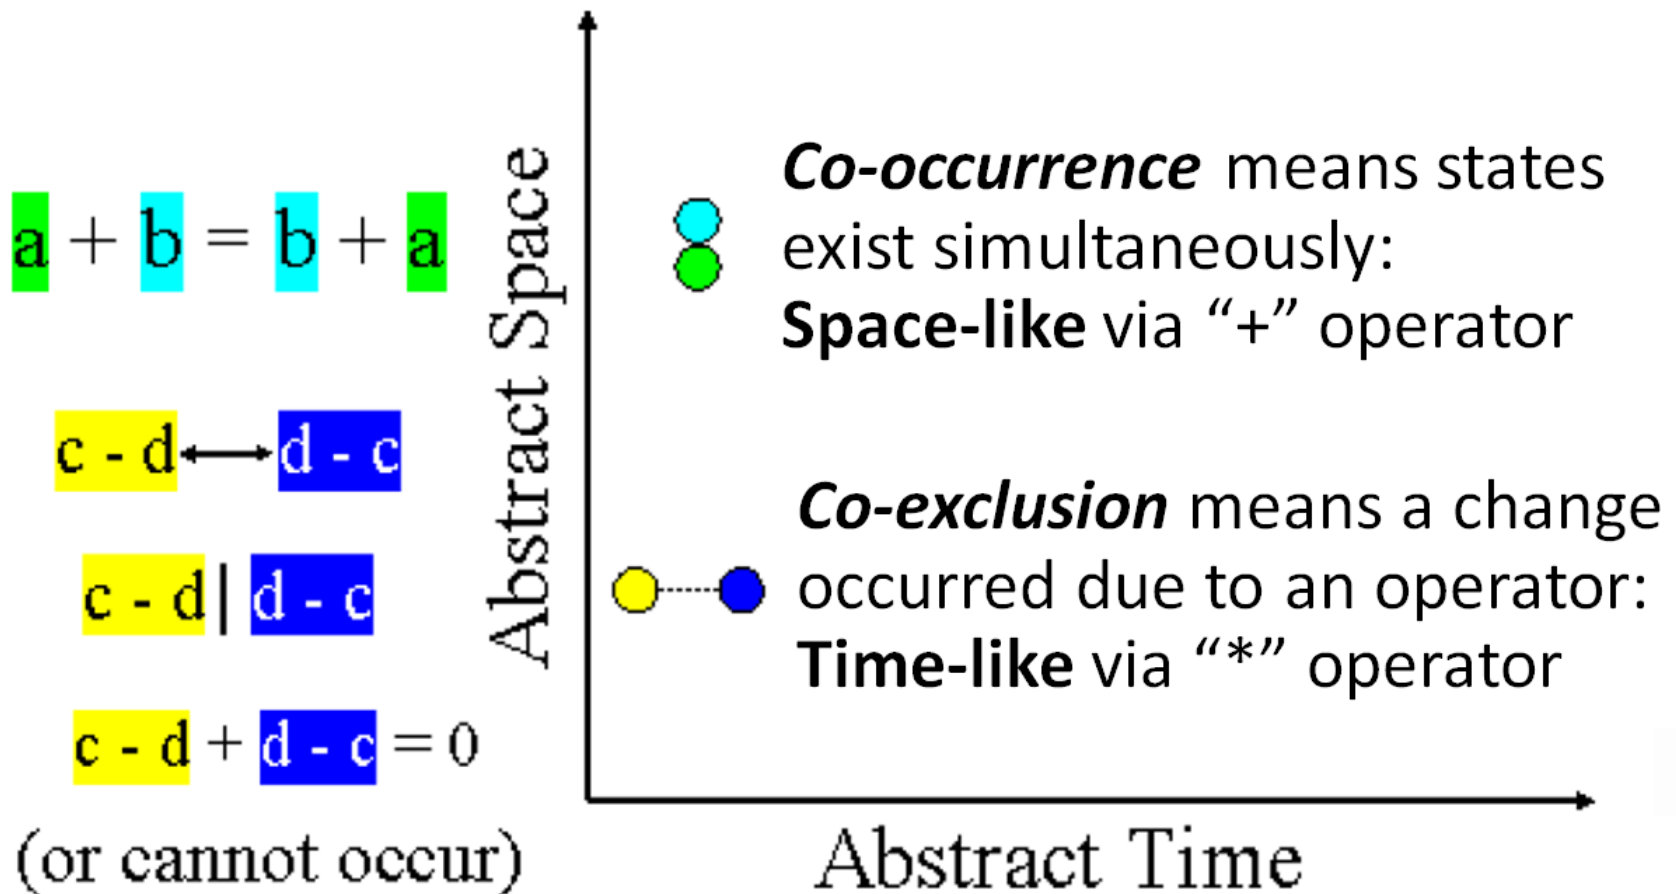 a + b = b + a
c - d ↔ d - c
c - d | d - c
c - d + d - c = 0
(or cannot occur)
Abstract Space
Co-occurrence means states
exist simultaneously:
Space-like via “+” operator
Co-exclusion means a change
occurred due to an operator:
Time-like via “*” operator
Abstract Time